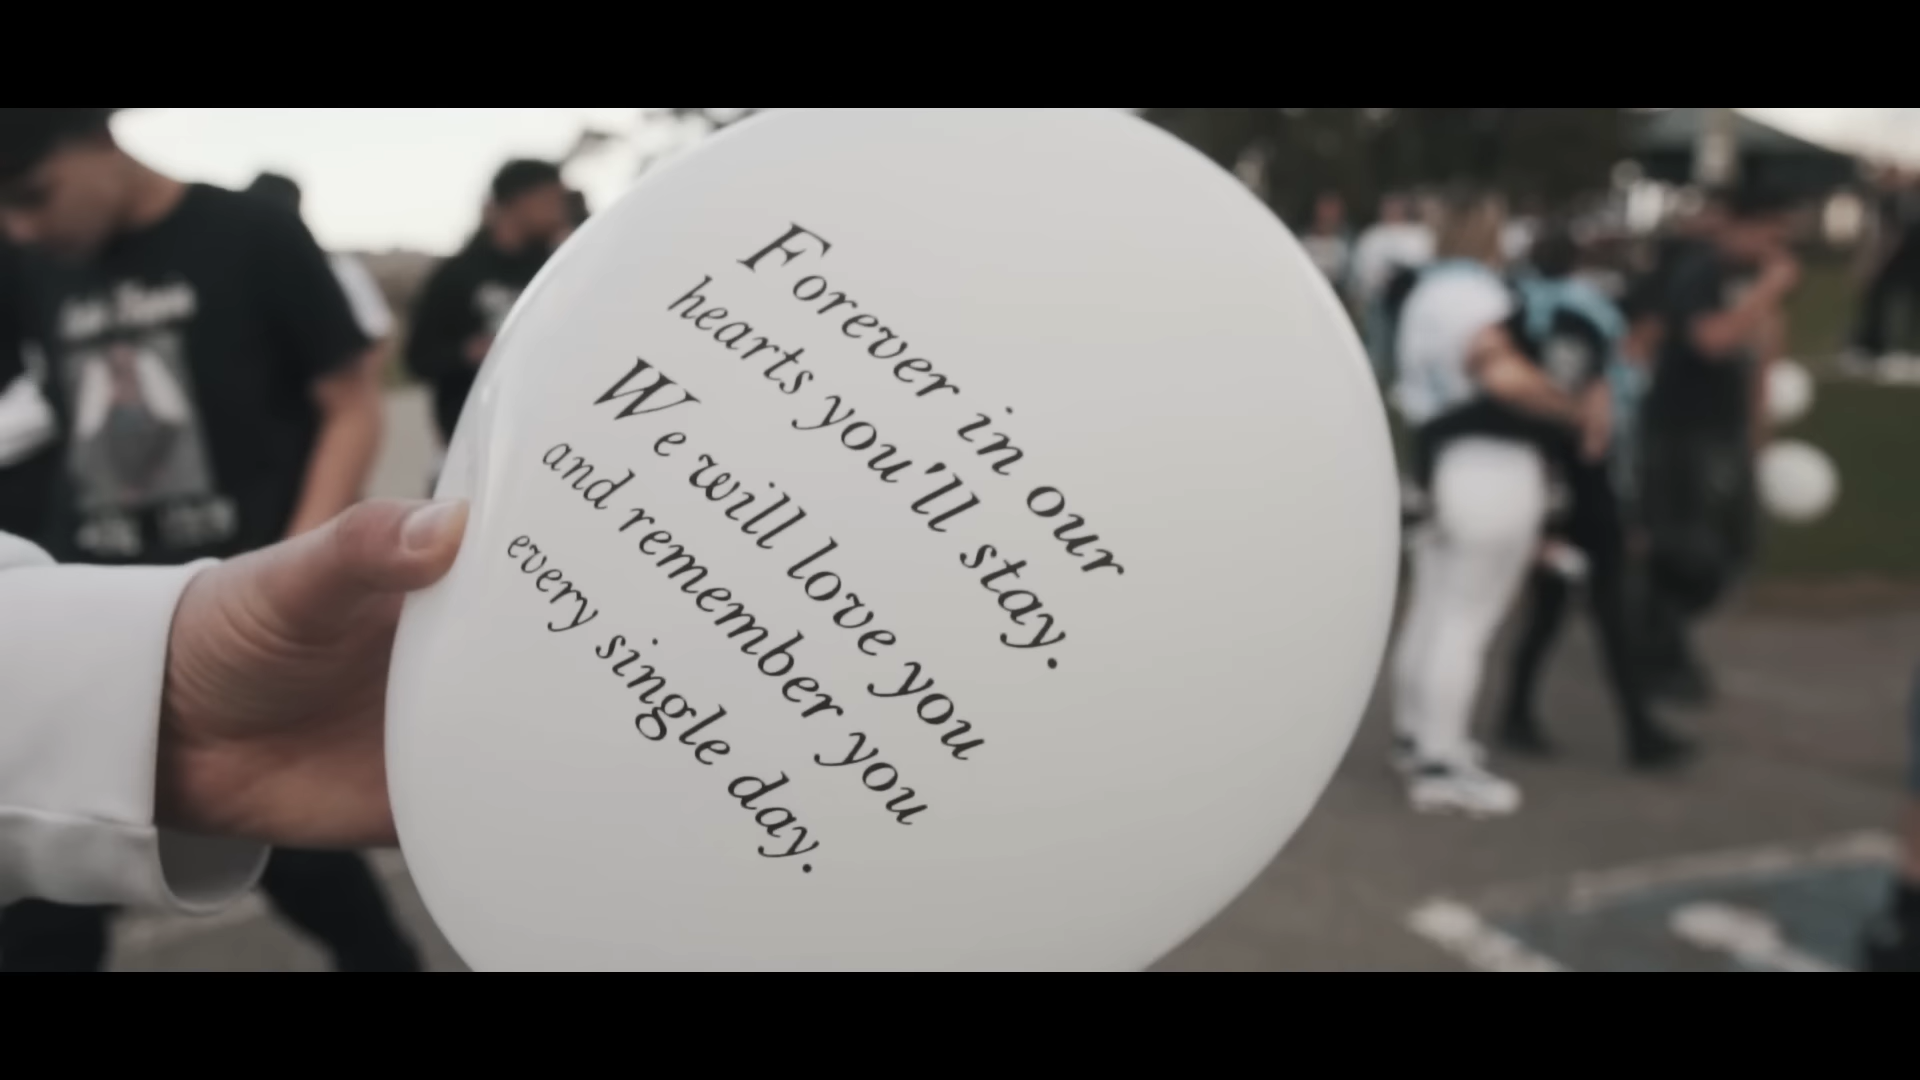 Forever in our
hearts you'll stay.
We will love you
and remember you
every single day.